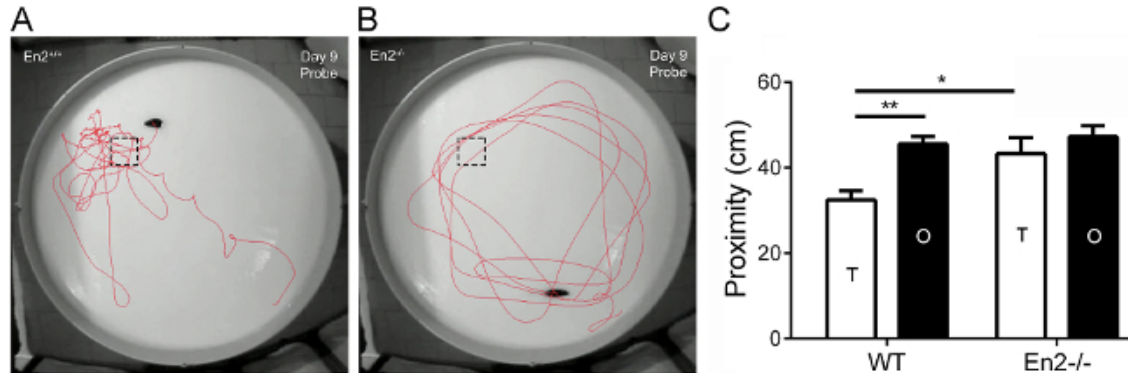 A
En2+/+
Day 9
Probe
B
En2-/-
Day 9
Probe
C
Proximity (cm)
60
40
20
0
*
**
T
O
T
O
WT
En2-/-